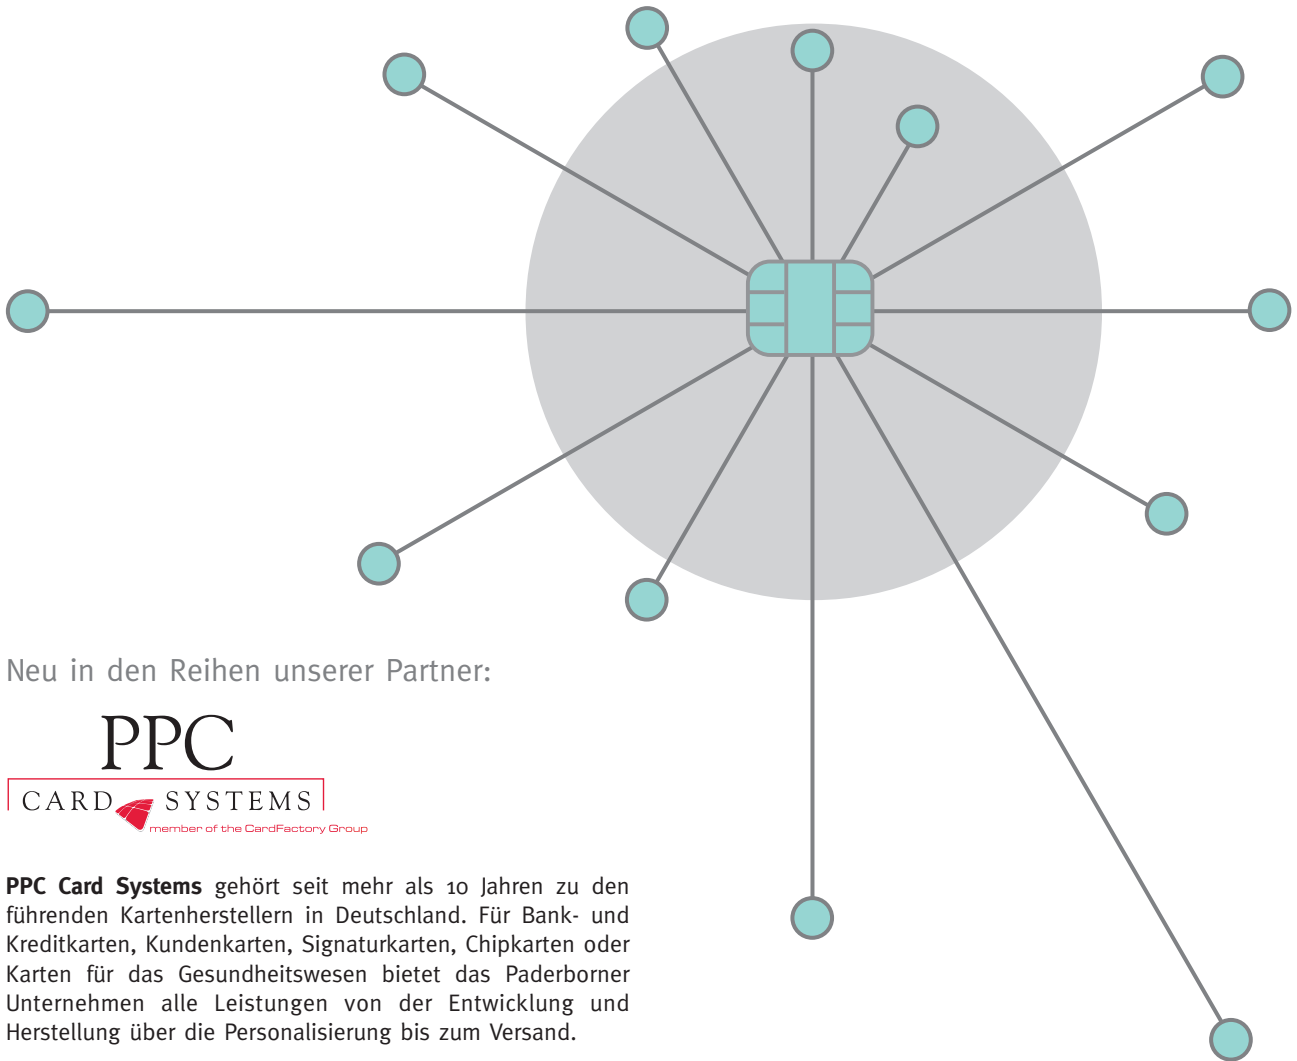 Neu in den Reihen unserer Partner:
PPC
CARD SYSTEMS
member of the CardFactory Group
PPC Card Systems gehört seit mehr als 10 Jahren zu den
führenden Kartenherstellern in Deutschland. Für Bank- und
Kreditkarten, Kundenkarten, Signaturkarten, Chipkarten oder
Karten für das Gesundheitswesen bietet das Paderborner
Unternehmen alle Leistungen von der Entwicklung und
Herstellung über die Personalisierung bis zum Versand.